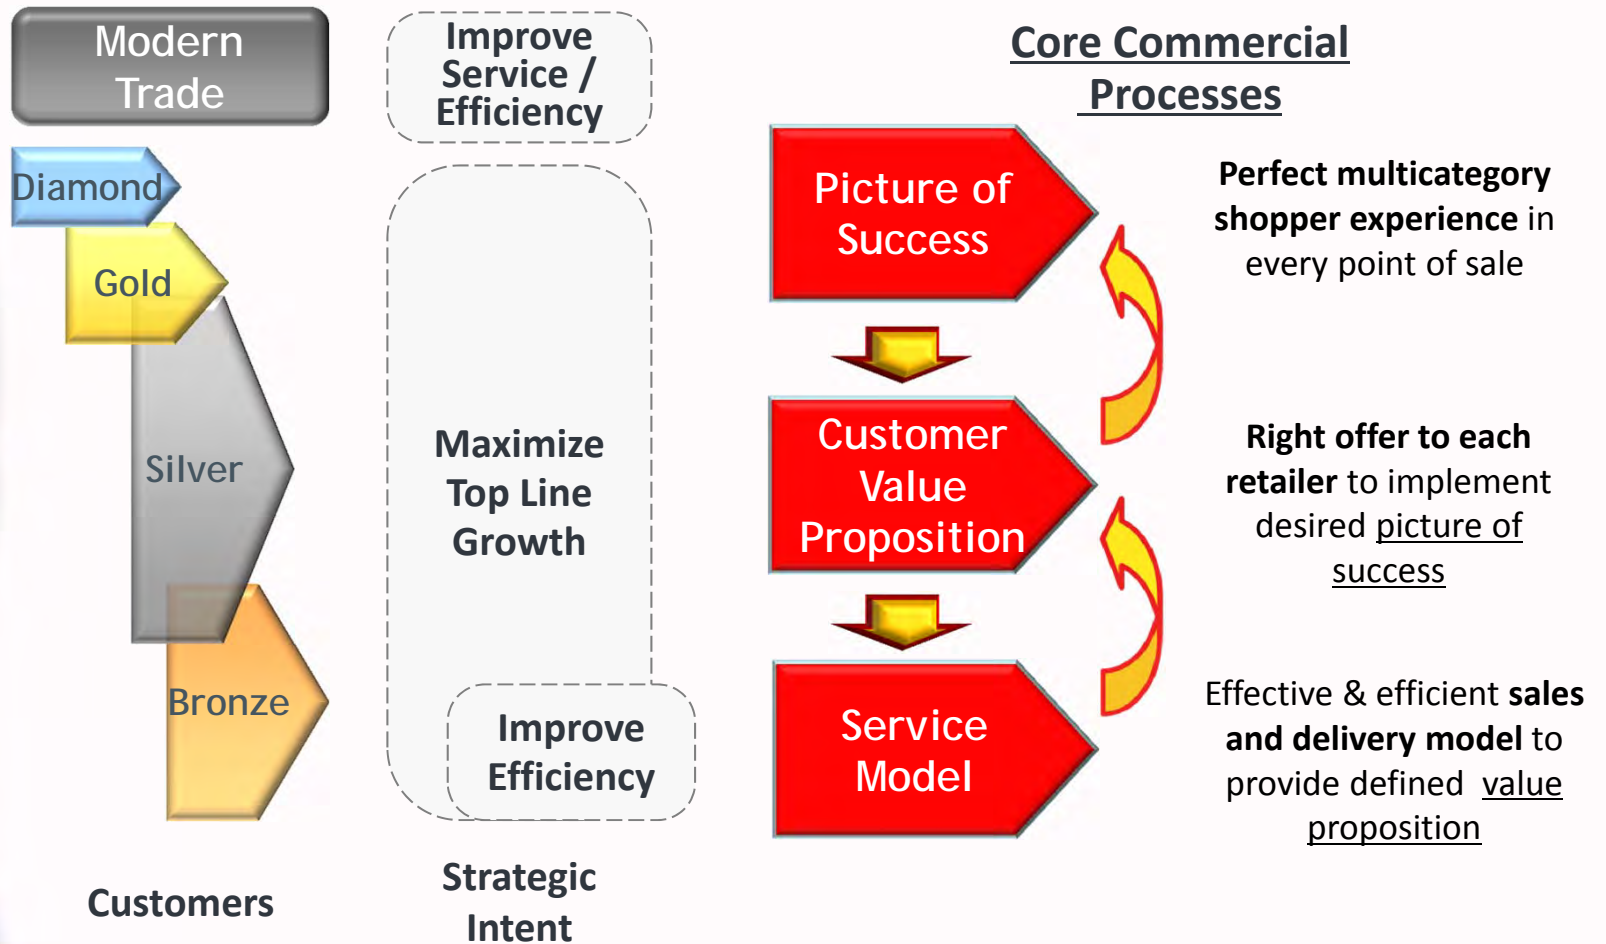 Modern
Trade
Diamond
Gold
Silver
Bronze
Customers
Improve
Service /
Efficiency
Maximize
Top Line
Growth
Improve
Efficiency
Strategic
Intent
Core Commercial
Processes
Picture of
Success
Perfect multicategory
shopper experience in
every point of sale
Customer
Value
Proposition
Right offer to each
retailer to implement
desired picture of
success
Service
Model
Effective & efficient sales
and delivery model to
provide defined value
proposition